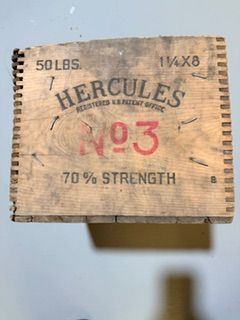 50 LBS. 1¼X8
HERCULES
REGISTERED U.S. PATENT OFFICE
No3
70% STRENGTH
B